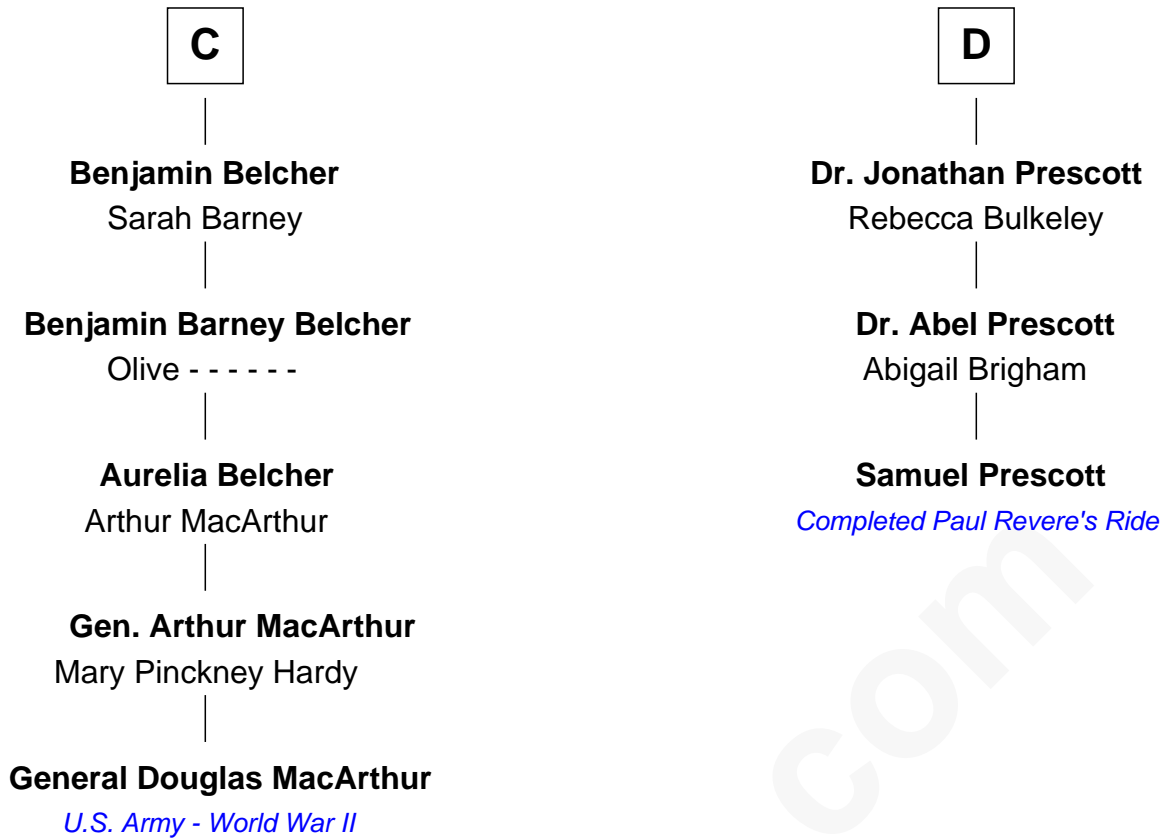 C
Benjamin Belcher
Sarah Barney
Benjamin Barney Belcher
Olive - - - - - -
Aurelia Belcher
Arthur MacArthur
Gen. Arthur MacArthur
Mary Pinckney Hardy
General Douglas MacArthur
U.S. Army - World War II
D
Dr. Jonathan Prescott
Rebecca Bulkeley
Dr. Abel Prescott
Abigail Brigham
Samuel Prescott
Completed Paul Revere's Ride
com